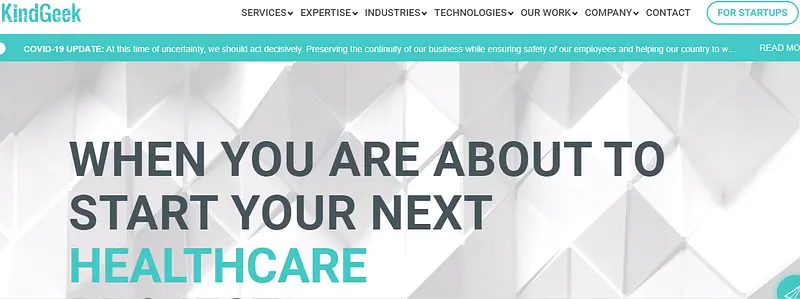 KindGeek
SERVICES EXPERTISE INDUSTRIES TECHNOLOGIES OUR WORK COMPANY CONTACT FOR STARTUPS
COVID-19 UPDATE: At this time of uncertainty, we should act decisively. Preserving the continuity of our business while ensuring safety of our employees and helping our country to w... READ MO
WHEN YOU ARE ABOUT TO
START YOUR NEXT
HEALTHCARE